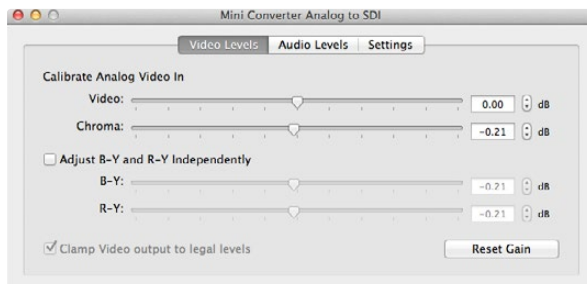 Mini Converter Analog to SDI
Video Levels Audio Levels Settings
Calibrate Analog Video In
Video: 0.00 dB
Chroma: -0.21 dB
Adjust B-Y and R-Y Independently
B-Y: -0.21 dB
R-Y: -0.21 dB
Clamp Video output to legal levels Reset Gain